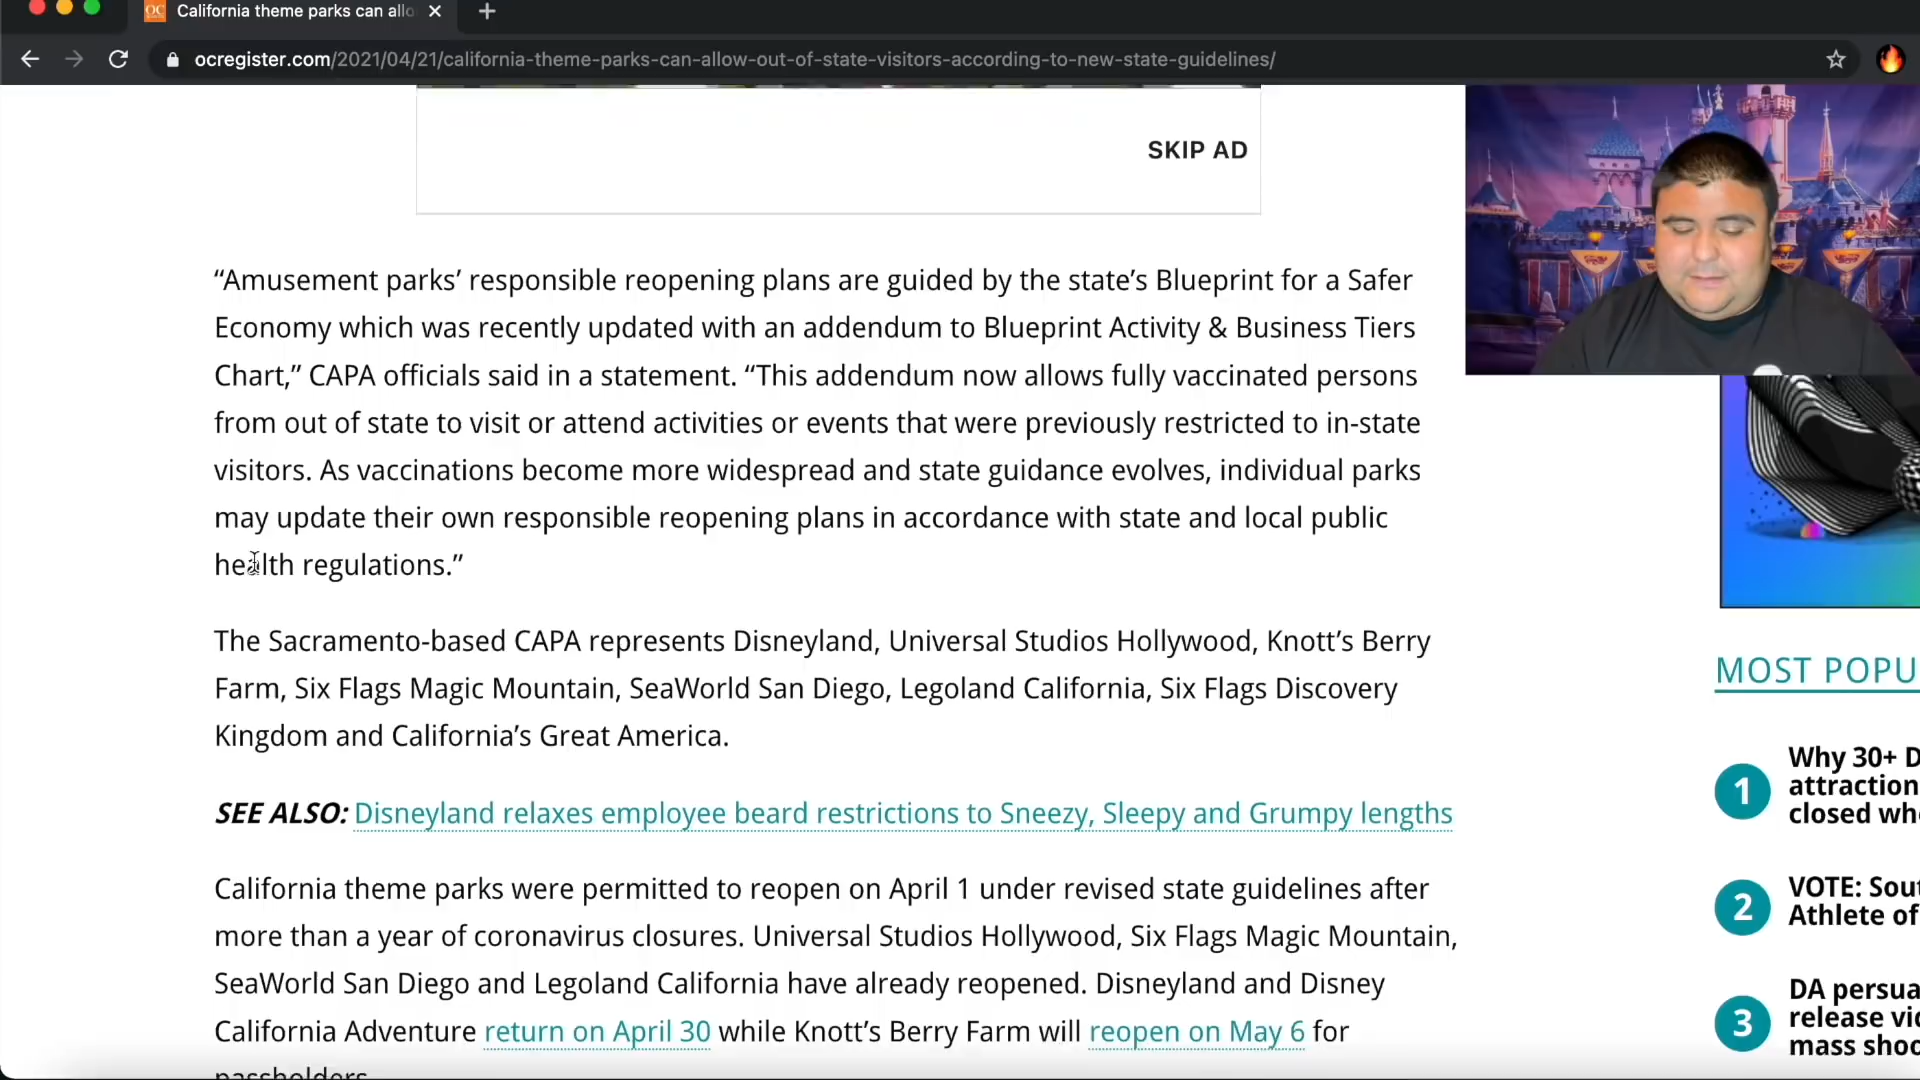 OC
California theme parks can allo
ocregister.com/2021/04/21/california-theme-parks-can-allow-out-of-state-visitors-according-to-new-state-guidelines/
SKIP AD
“Amusement parks’ responsible reopening plans are guided by the state’s Blueprint for a Safer
Economy which was recently updated with an addendum to Blueprint Activity & Business Tiers
Chart,” CAPA officials said in a statement. “This addendum now allows fully vaccinated persons
from out of state to visit or attend activities or events that were previously restricted to in-state
visitors. As vaccinations become more widespread and state guidance evolves, individual parks
may update their own responsible reopening plans in accordance with state and local public
health regulations.”
The Sacramento-based CAPA represents Disneyland, Universal Studios Hollywood, Knott’s Berry
Farm, Six Flags Magic Mountain, SeaWorld San Diego, Legoland California, Six Flags Discovery
Kingdom and California’s Great America.
SEE ALSO: Disneyland relaxes employee beard restrictions to Sneezy, Sleepy and Grumpy lengths
California theme parks were permitted to reopen on April 1 under revised state guidelines after
more than a year of coronavirus closures. Universal Studios Hollywood, Six Flags Magic Mountain,
SeaWorld San Diego and Legoland California have already reopened. Disneyland and Disney
California Adventure return on April 30 while Knott’s Berry Farm will reopen on May 6 for
passholders.
MOST POPU
1
Why 30+ D
attraction
closed wh
2
VOTE: Sout
Athlete of
3
DA persua
release vi
mass shoo